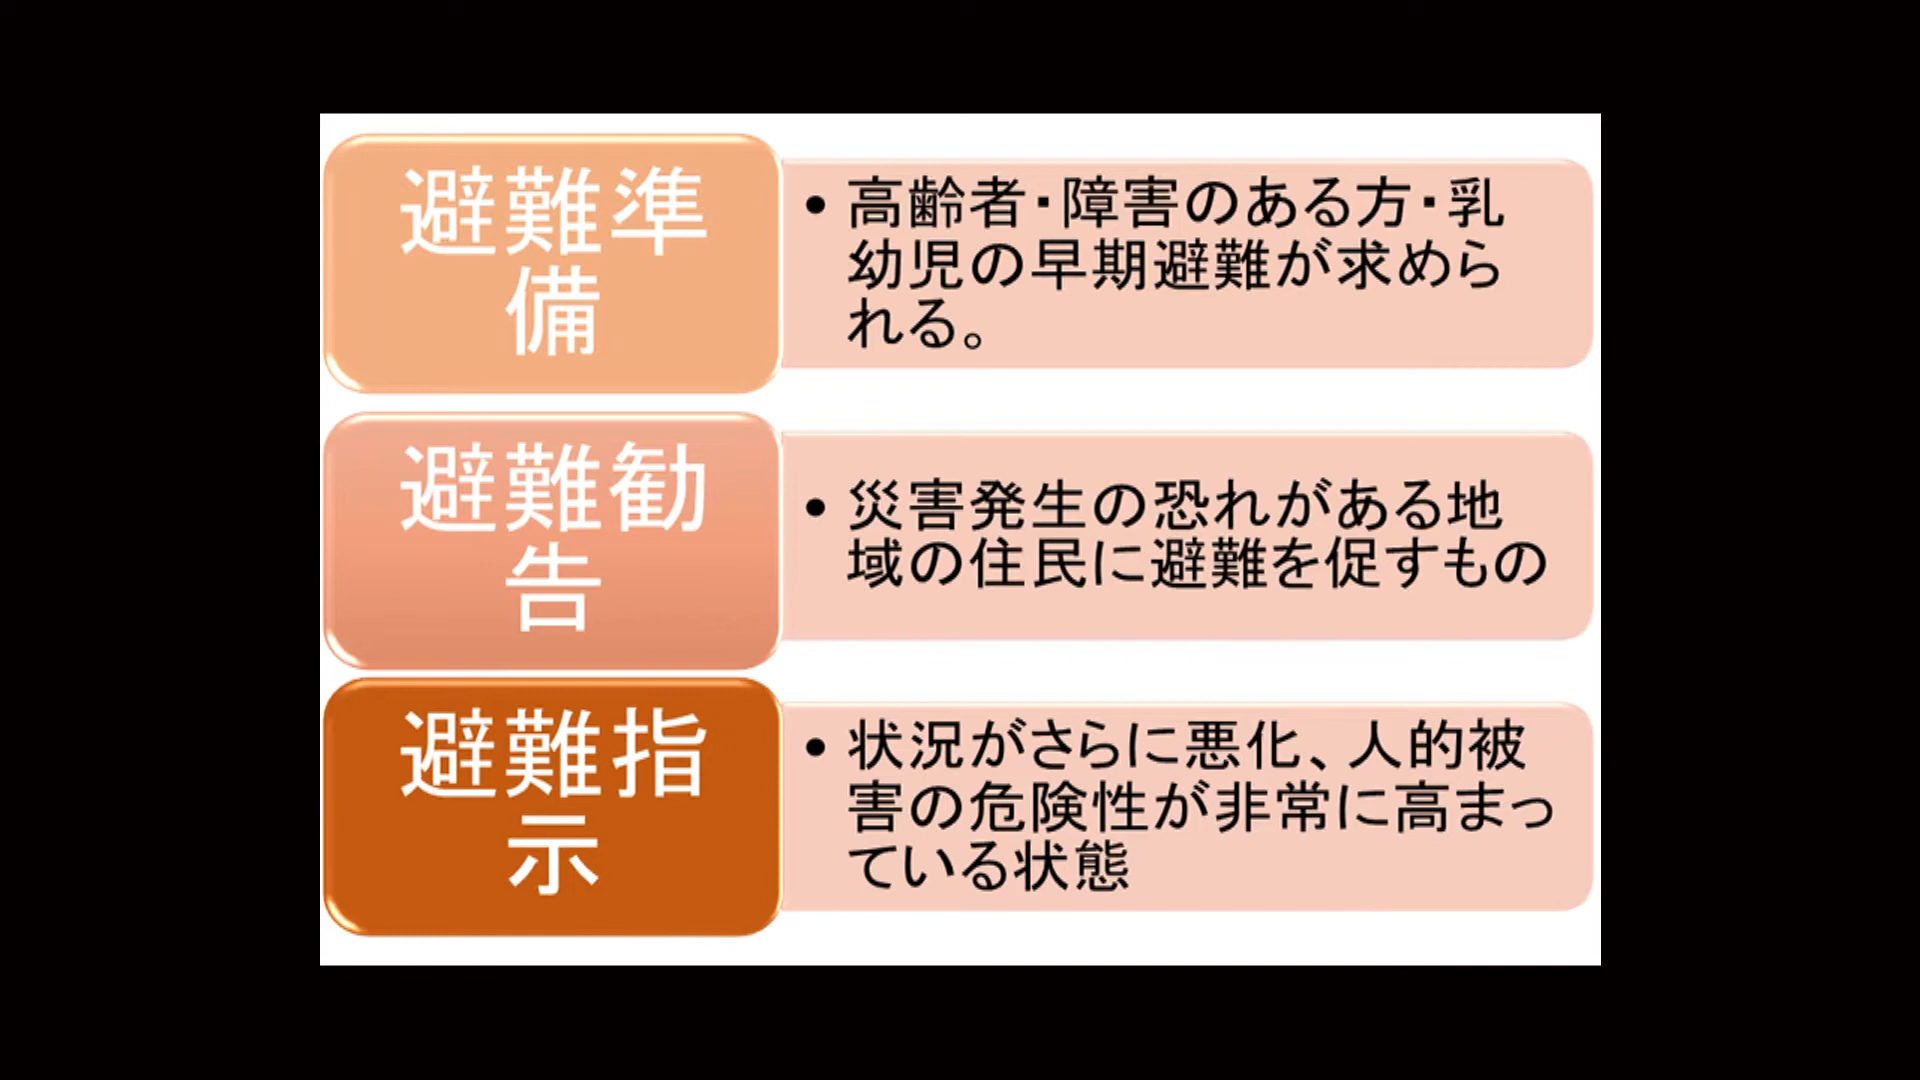 避難準
備
• 高齢者・障害のある方・乳
幼児の早期避難が求めら
れる。
避難勧
告
• 災害発生の恐れがある地
域の住民に避難を促すもの
避難指
示
• 状況がさらに悪化、人的被
害の危険性が非常に高まっ
ている状態